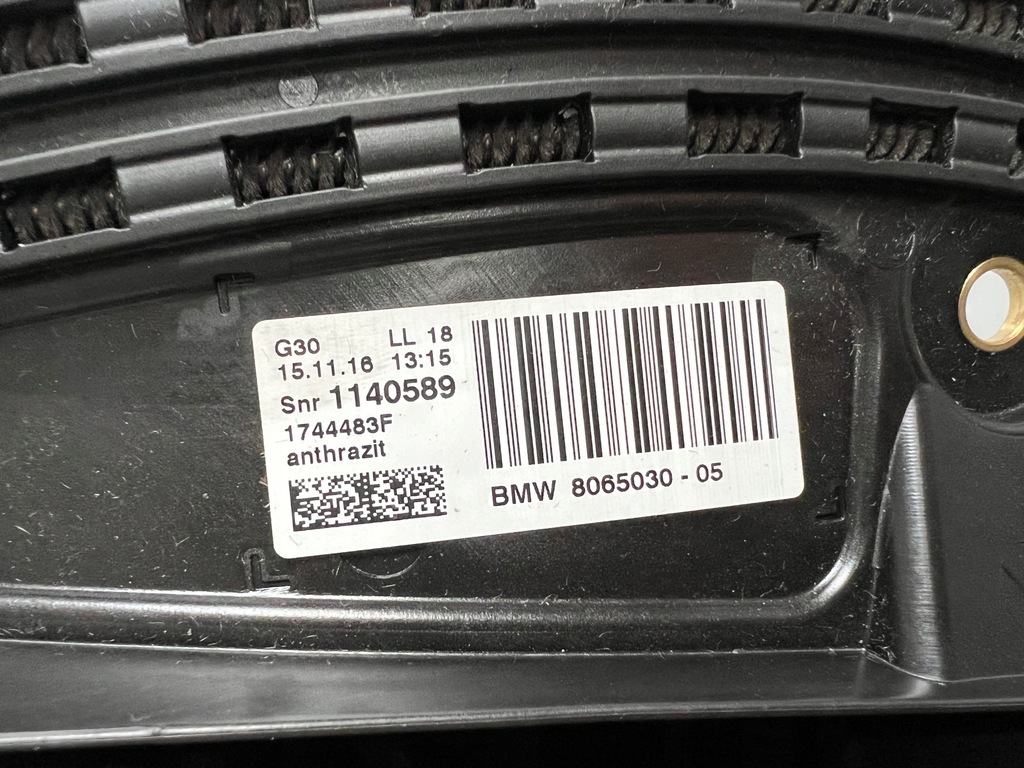 G30 LL 18
15.11.16 13:15
Snr 1140589
1744483F
anthrazit
BMW 8065030 - 05